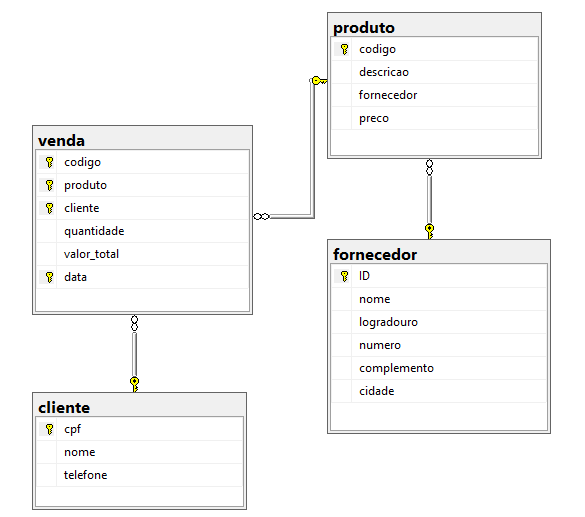 produto
codigo
descricao
fornecedor
preco
venda
codigo
produto
cliente
quantidade
valor_total
data
fornecedor
ID
nome
logradouro
numero
complemento
cidade
cliente
cpf
nome
telefone